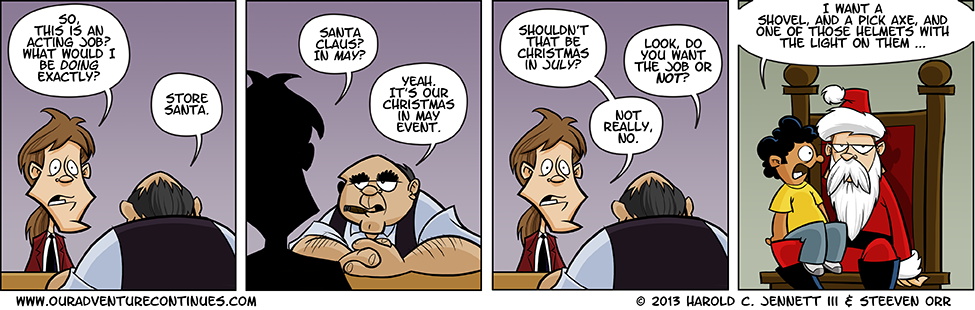 SO,
THIS IS AN
ACTING JOB?
WHAT WOULD I
BE DOING
EXACTLY?
STORE
SANTA.
SANTA
CLAUS?
IN MAY?
YEAH.
IT'S OUR
CHRISTMAS
IN MAY
EVENT.
SHOULDN'T
THAT BE
CHRISTMAS
IN JULY?
LOOK, DO
YOU WANT
THE JOB OR
NOT?
NOT
REALLY,
NO.
I WANT A
SHOVEL, AND A PICK AXE, AND
ONE OF THOSE HELMETS WITH
THE LIGHT ON THEM ...
WWW.OURADVENTURECONTINUES.COM
© 2013 HAROLD C. JENNETT III & STEEVEN ORR